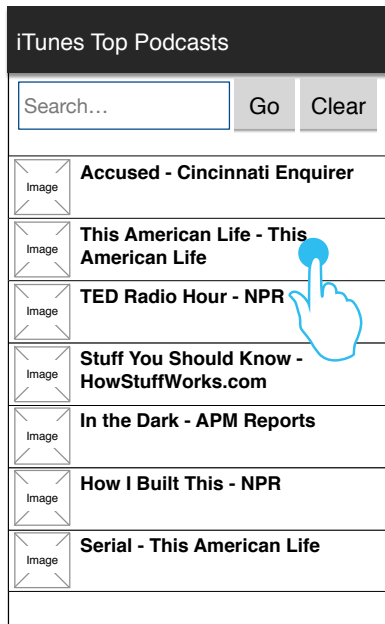 iTunes Top Podcasts
Search...
Go
Clear
Image
Accused - Cincinnati Enquirer
Image
This American Life - This
American Life
Image
TED Radio Hour - NPR
Image
Stuff You Should Know -
HowStuffWorks.com
Image
In the Dark - APM Reports
Image
How I Built This - NPR
Image
Serial - This American Life